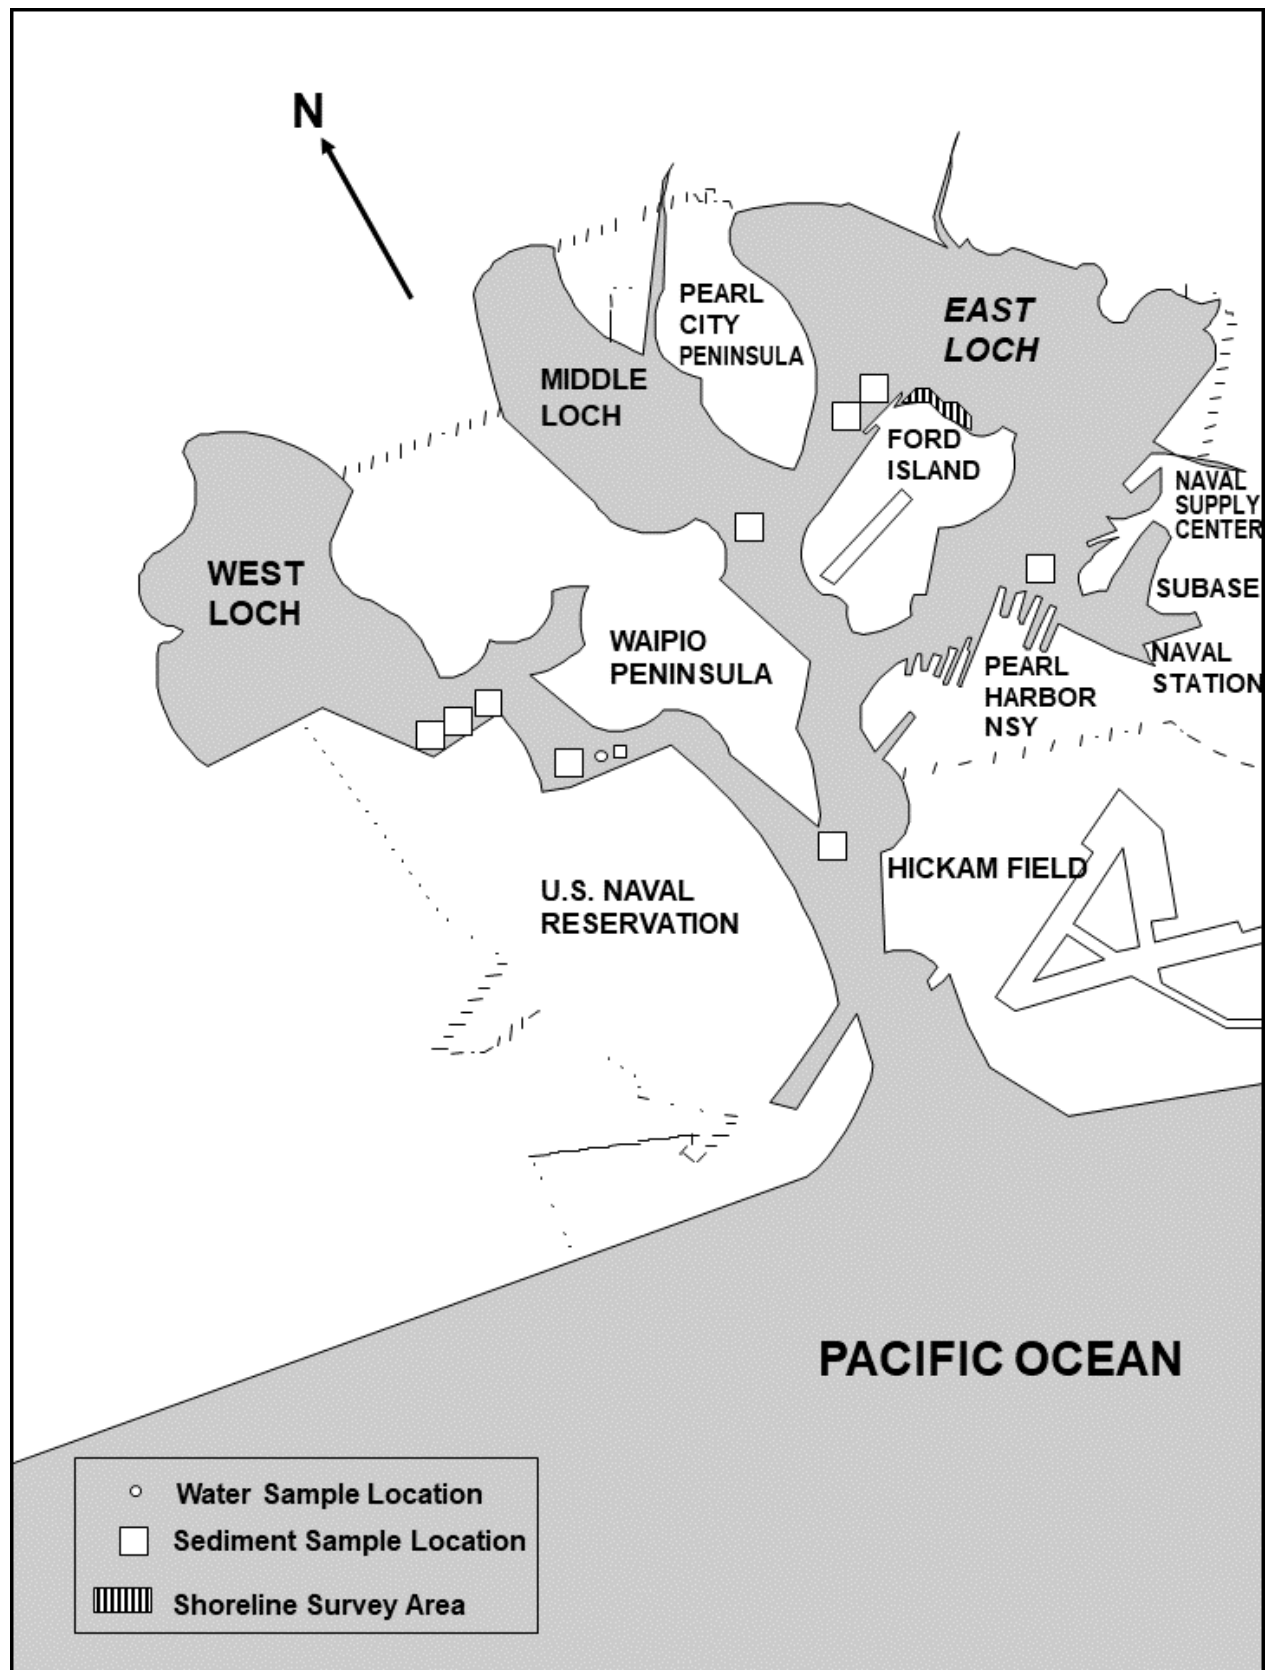 N
PEARL
CITY
PENINSULA
EAST
LOCH
MIDDLE
LOCH
FORD
ISLAND
NAVAL
SUPPLY
CENTER
WEST
LOCH
SUBASE
WAIPIO
PENINSULA
NAVAL
STATION
PEARL
HARBOR
NSY
HICKAM FIELD
U.S. NAVAL
RESERVATION
PACIFIC OCEAN
Water Sample Location
Sediment Sample Location
Shoreline Survey Area